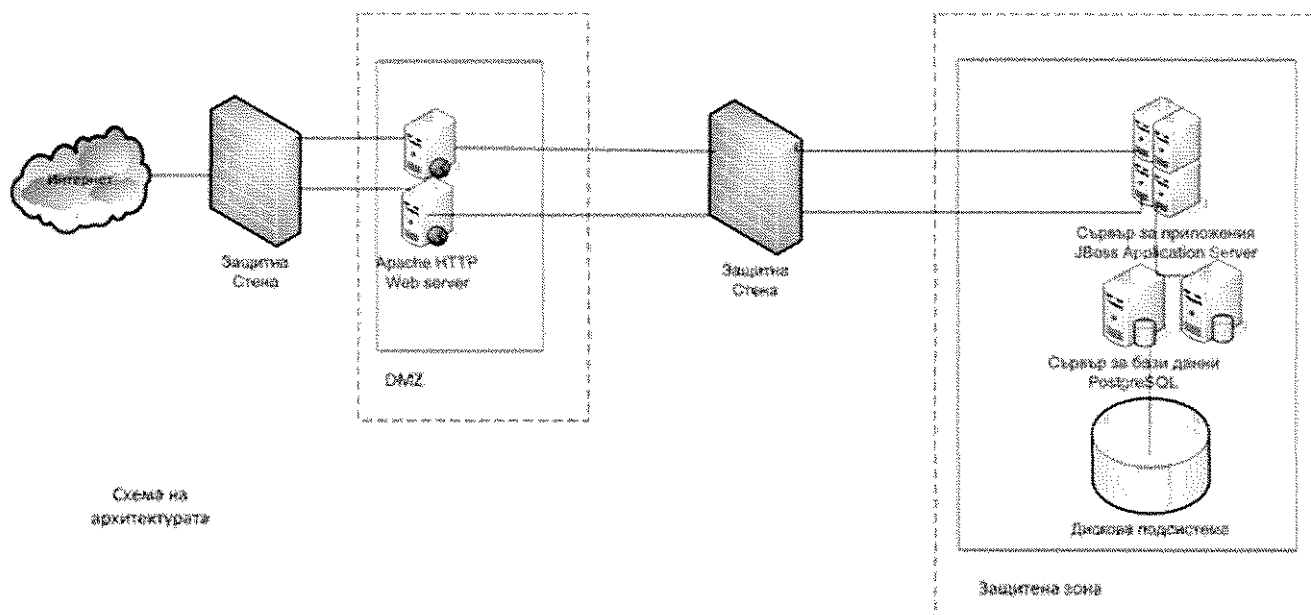 Интернет
Защитна
Стена
Apache HTTP
Web server
DMZ
Защитна
Стена
Сървър за приложения
JBoss Application Server
Сървър за бази данни
PostgreSQL
Дискова подсистема
Защитена зона
Схема на
архитектурата